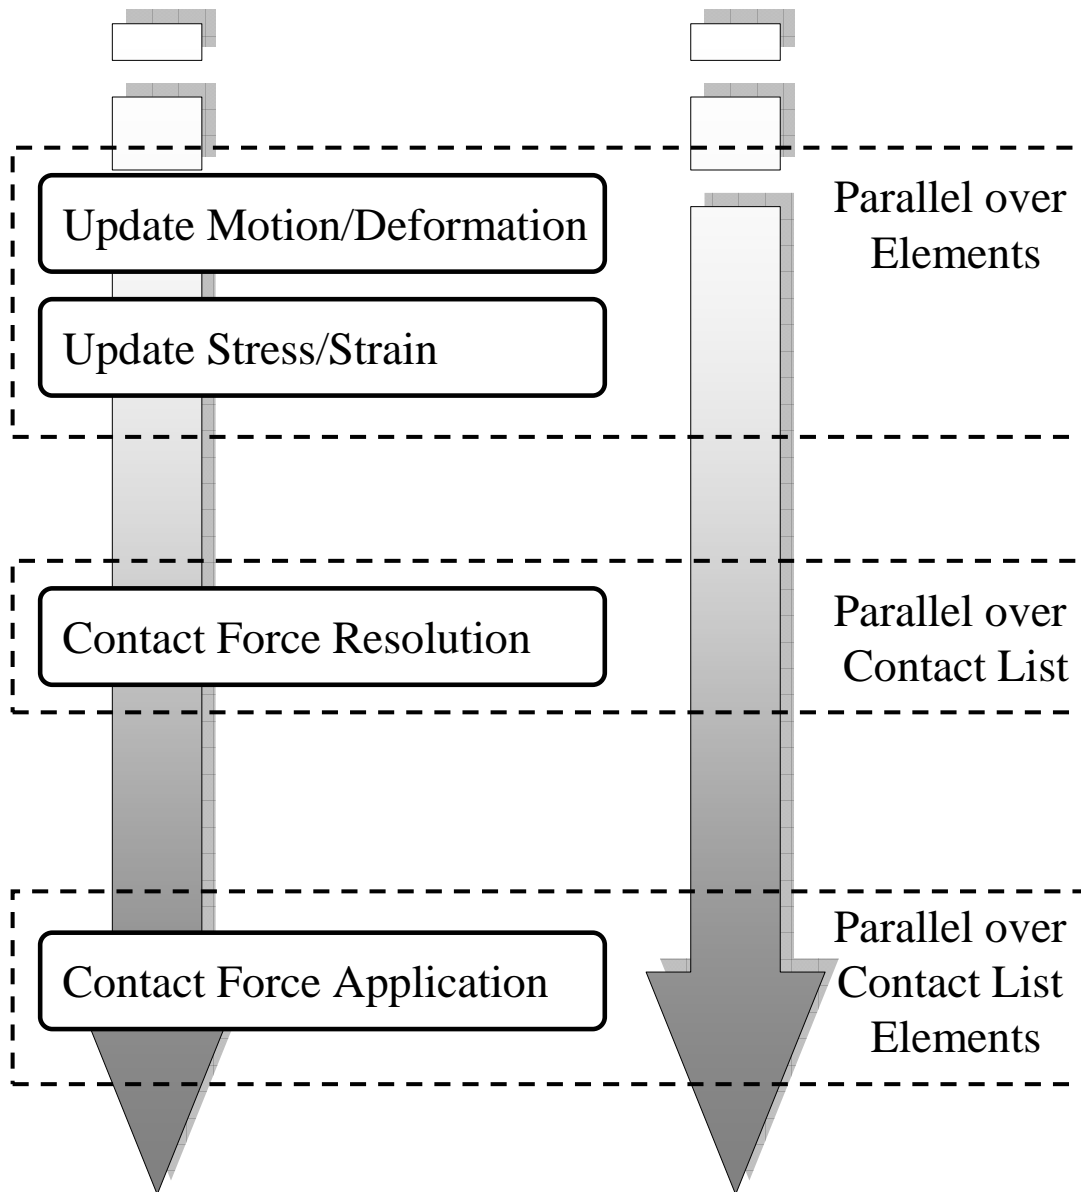 Update Motion/Deformation
Parallel over
Elements
Update Stress/Strain
Contact Force Resolution
Parallel over
Contact List
Contact Force Application
Parallel over
Contact List
Elements